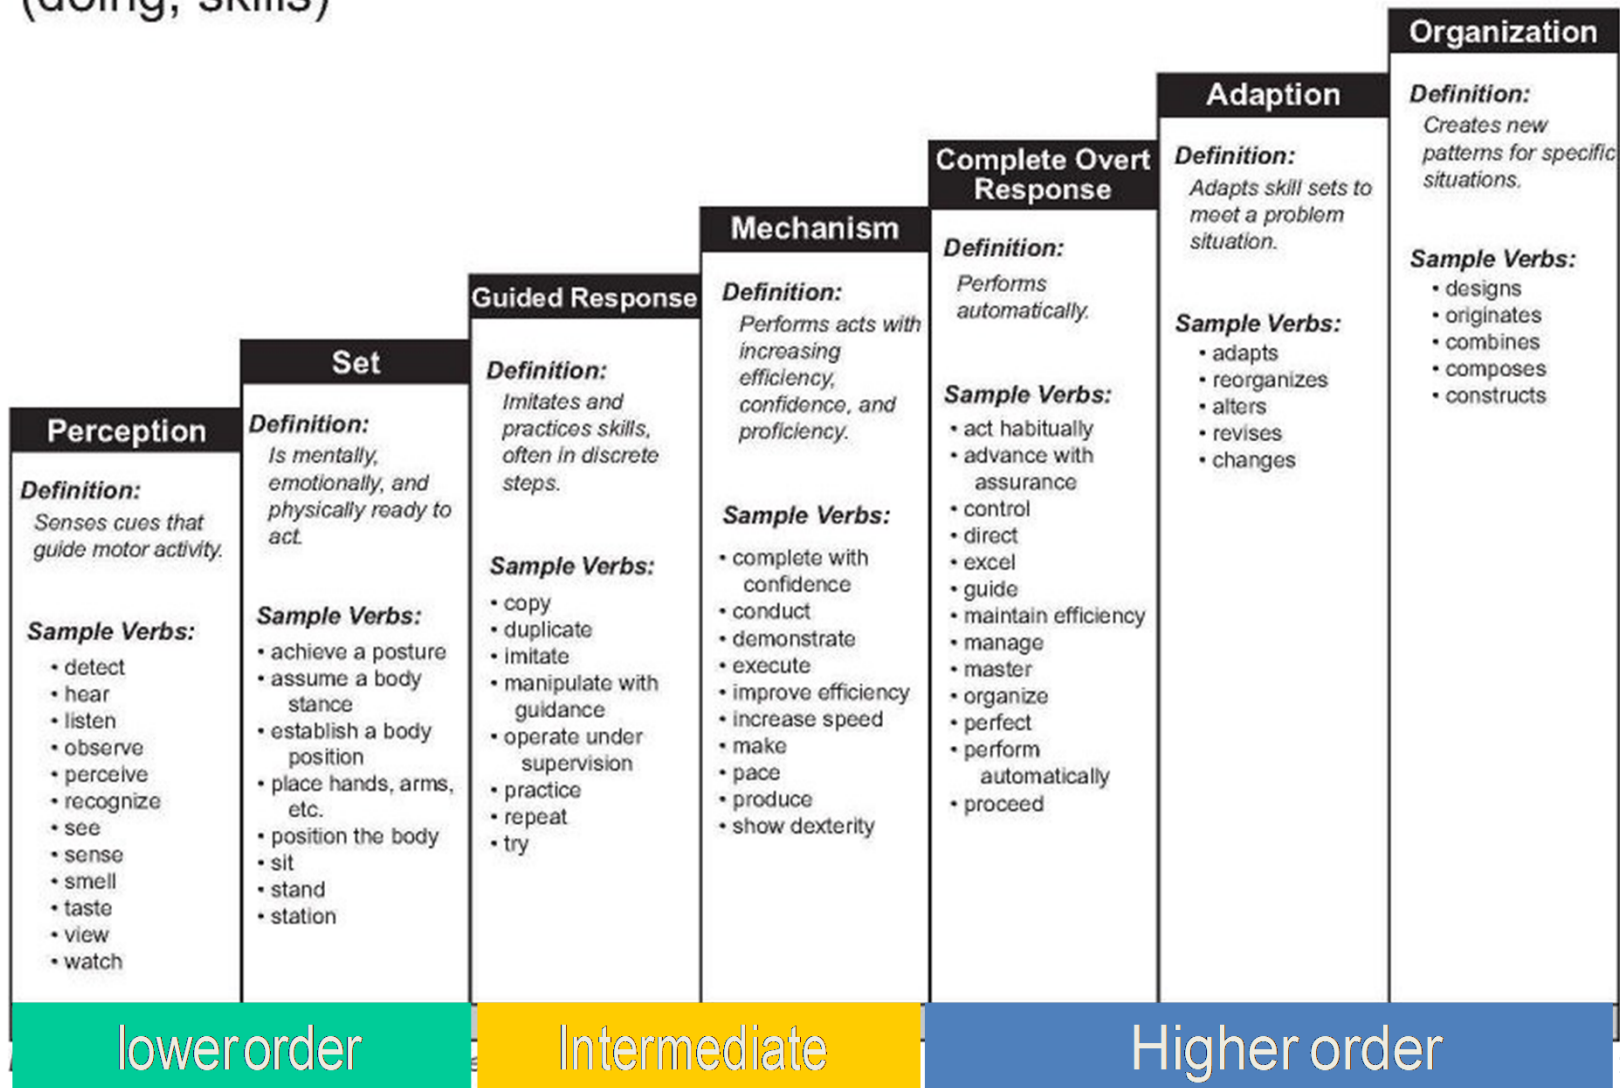 (doing, skills)
Perception
Definition:
Senses cues that
guide motor activity.
Sample Verbs:
• detect
• hear
• listen
• observe
• perceive
• recognize
• see
• sense
• smell
• taste
• view
• watch
Set
Definition:
Is mentally,
emotionally, and
physically ready to
act.
Sample Verbs:
• achieve a posture
• assume a body
stance
• establish a body
position
• place hands, arms,
etc.
• position the body
• sit
• stand
• station
Guided Response
Definition:
Imitates and
practices skills,
often in discrete
steps.
Sample Verbs:
• copy
• duplicate
• imitate
• manipulate with
guidance
• operate under
supervision
• practice
• repeat
• try
Mechanism
Definition:
Performs acts with
increasing
efficiency,
confidence, and
proficiency.
Sample Verbs:
• complete with
confidence
• conduct
• demonstrate
• execute
• improve efficiency
• increase speed
• make
• pace
• produce
• show dexterity
Complete Overt
Response
Definition:
Performs
automatically.
Sample Verbs:
• act habitually
• advance with
assurance
• control
• direct
• excel
• guide
• maintain efficiency
• manage
• master
• organize
• perfect
• perform
automatically
• proceed
Adaption
Definition:
Adapts skill sets to
meet a problem
situation.
Sample Verbs:
• adapts
• reorganizes
• alters
• revises
• changes
Organization
Definition:
Creates new
patterns for specific
situations.
Sample Verbs:
• designs
• originates
• combines
• composes
• constructs
lower order
Intermediate
Higher order